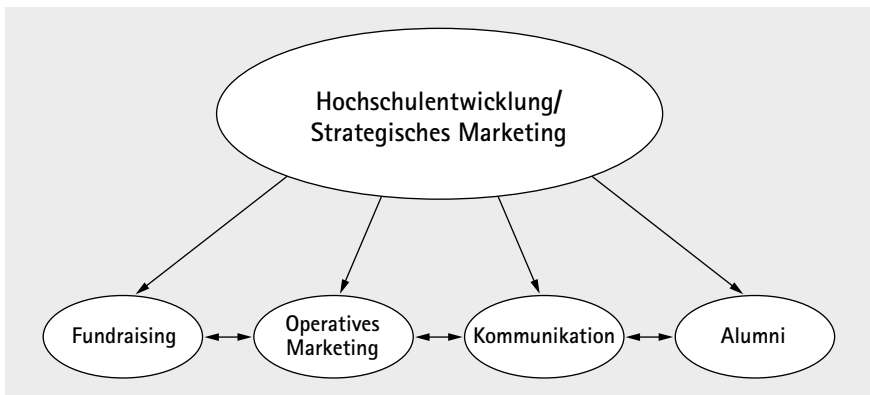 Hochschulentwicklung/
Strategisches Marketing
Fundraising
Operatives
Marketing
Kommunikation
Alumni